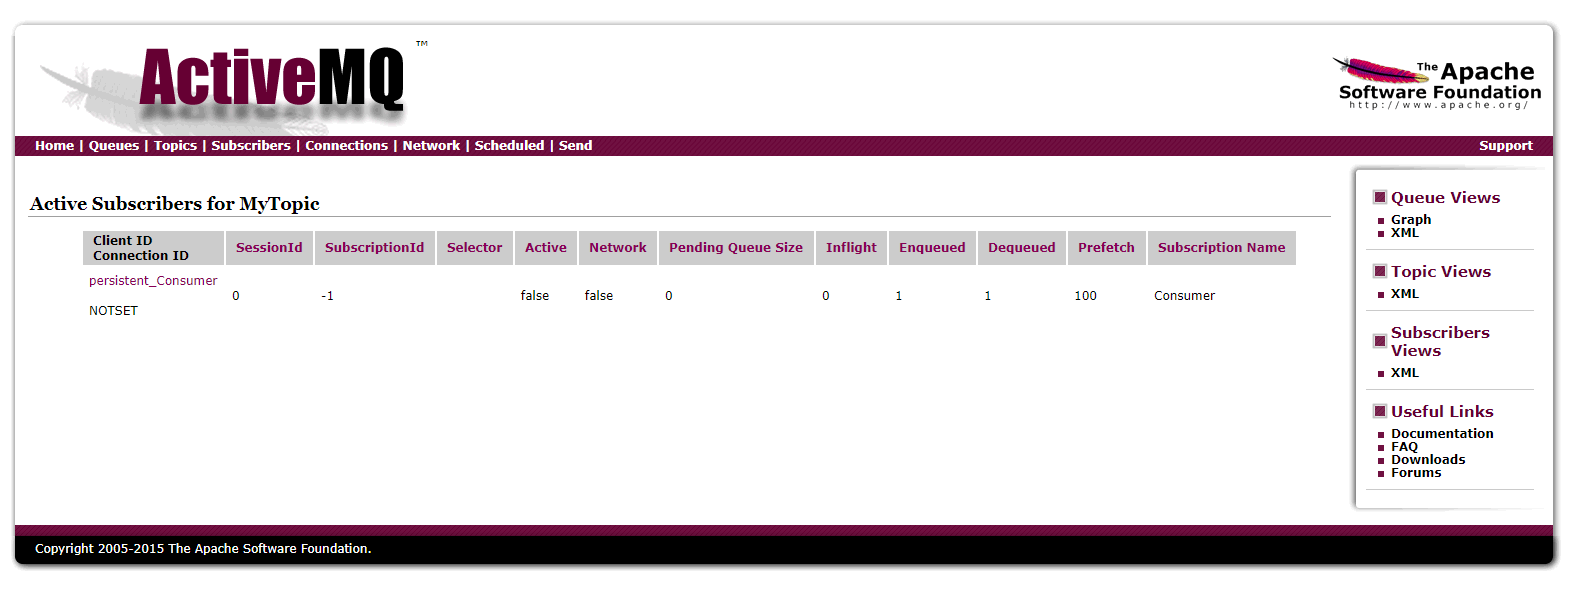 ActiveMQ™
The Apache
Software Foundation
http://www.apache.org/
Home | Queues | Topics | Subscribers | Connections | Network | Scheduled | Send
Support
Active Subscribers for MyTopic
Client ID
Connection ID
SessionId SubscriptionId Selector Active Network Pending Queue Size Inflight Enqueued Dequeued Prefetch Subscription Name
persistent_Consumer
NOTSET
0 -1 false false 0 0 1 1 100 Consumer
Queue Views
Graph
XML
Topic Views
XML
Subscribers
Views
XML
Useful Links
Documentation
FAQ
Downloads
Forums
Copyright 2005-2015 The Apache Software Foundation.